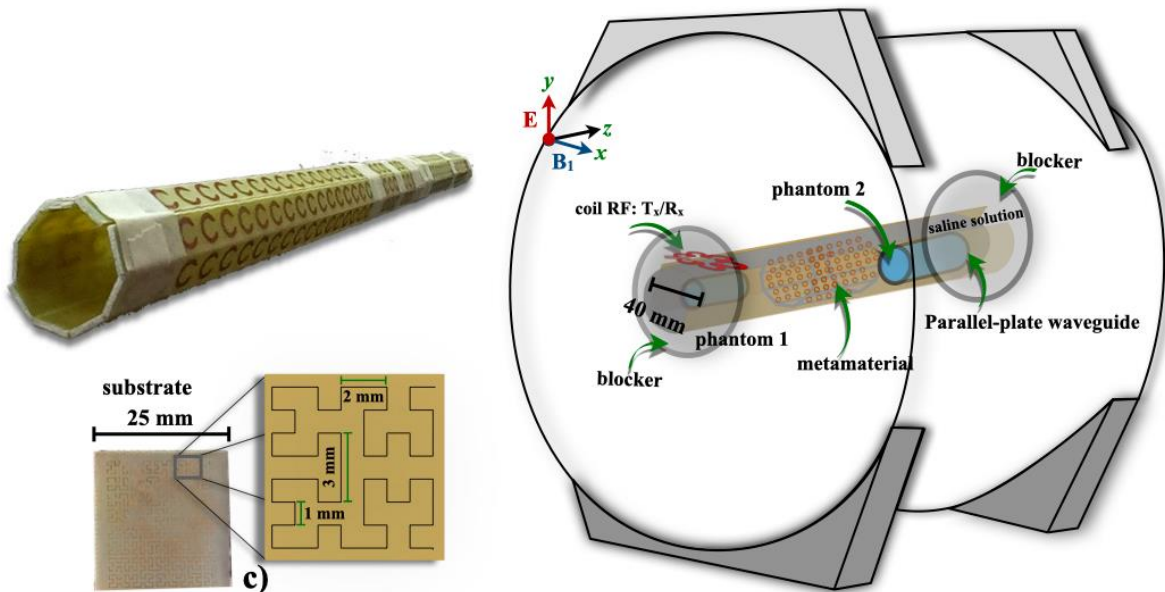 CCCCCCCCCCCCCCCC
substrate
25 mm
2 mm
3 mm
1 mm
c)
y
E
z
x
B₁
coil RF: Tₓ/Rₓ
40 mm
phantom 1
blocker
phantom 2
blocker
saline solution
Parallel-plate waveguide
metamaterial